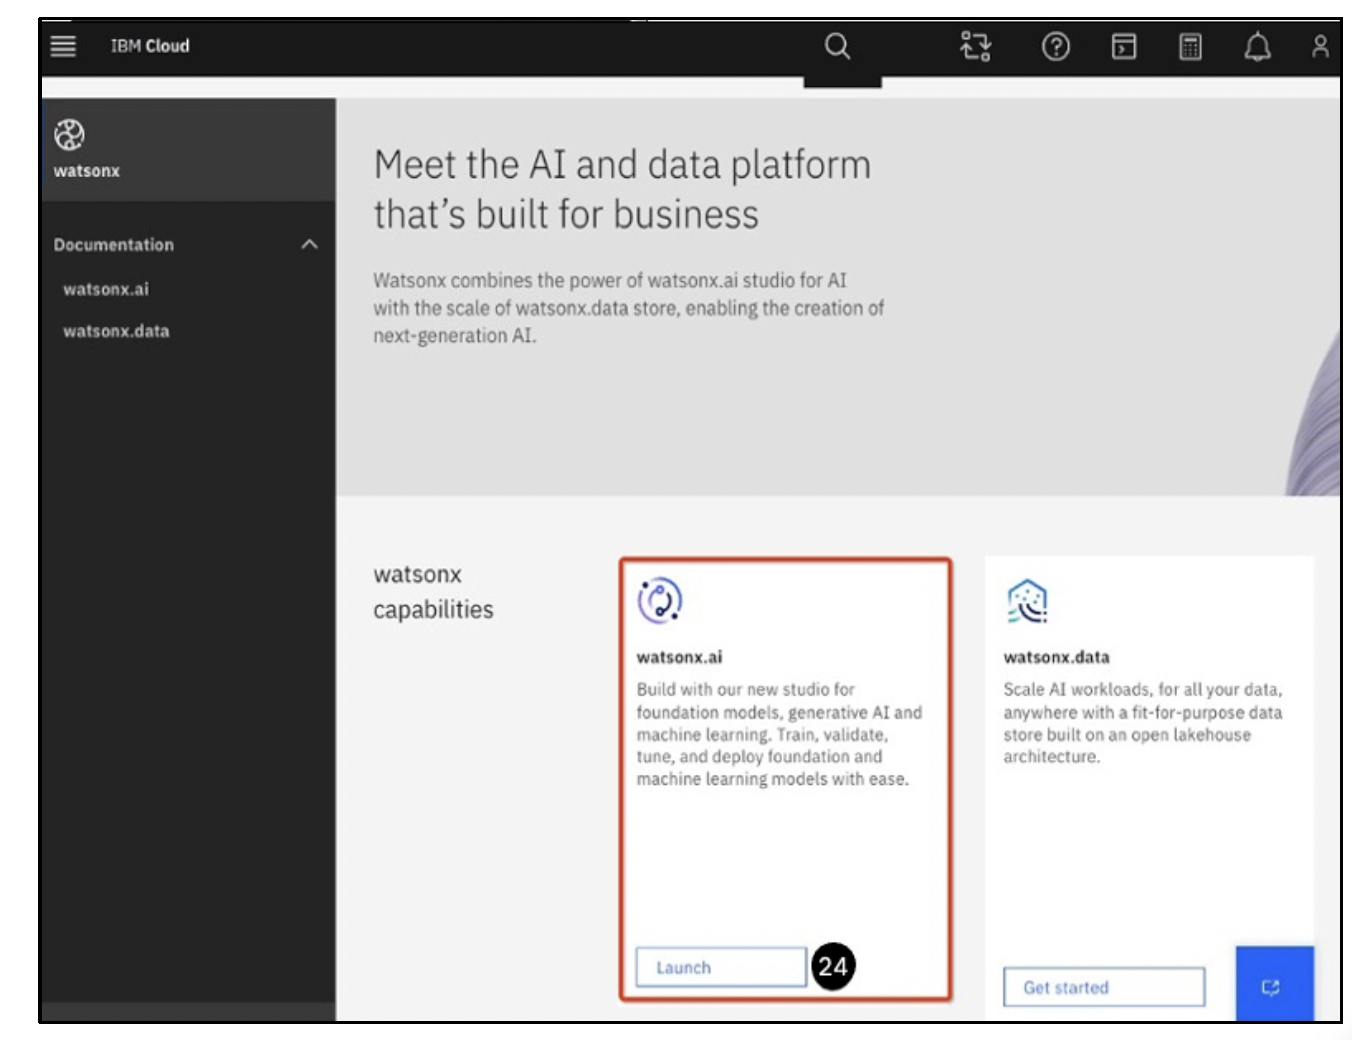 IBM Cloud
watsonx
Documentation
watsonx.ai
watsonx.data
Meet the AI and data platform
that’s built for business
Watsonx combines the power of watsonx.ai studio for AI
with the scale of watsonx.data store, enabling the creation of
next-generation AI.
watsonx
capabilities
watsonx.ai
Build with our new studio for
foundation models, generative AI and
machine learning. Train, validate,
tune, and deploy foundation and
machine learning models with ease.
Launch
24
watsonx.data
Scale AI workloads, for all your data,
anywhere with a fit-for-purpose data
store built on an open lakehouse
architecture.
Get started